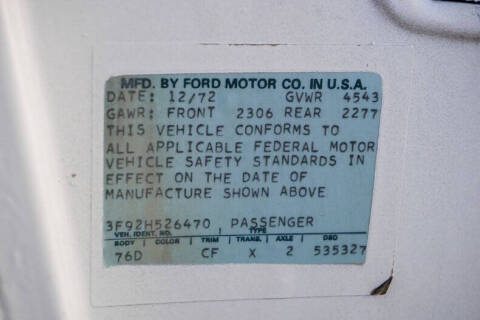 MFD. BY FORD MOTOR CO. IN U.S.A.
DATE: 12/72 GVWR 4543
GAWR: FRONT 2306 REAR 2277
THIS VEHICLE CONFORMS TO
ALL APPLICABLE FEDERAL MOTOR
VEHICLE SAFETY STANDARDS IN
EFFECT ON THE DATE OF
MANUFACTURE SHOWN ABOVE
3F92H526470 PASSENGER
VEH. IDENT. NO. TYPE
BODY COLOR TRIM TRANS. AXLE DSO
76D CF X 2 535327